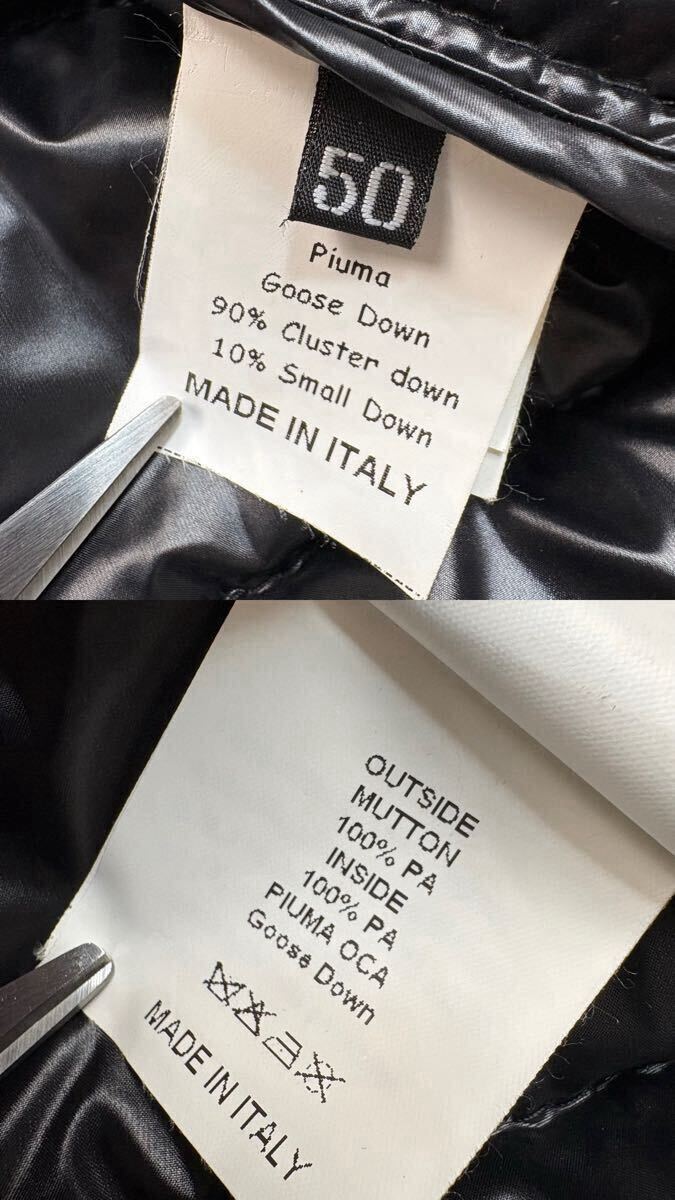 50
Piuma
Goose Down
90% Cluster down
10% Small Down
MADE IN ITALY
OUTSIDE
MUTTON
100% PA
INSIDE
100% PA
PIUMA OCA
Goose Down
MADE IN ITALY